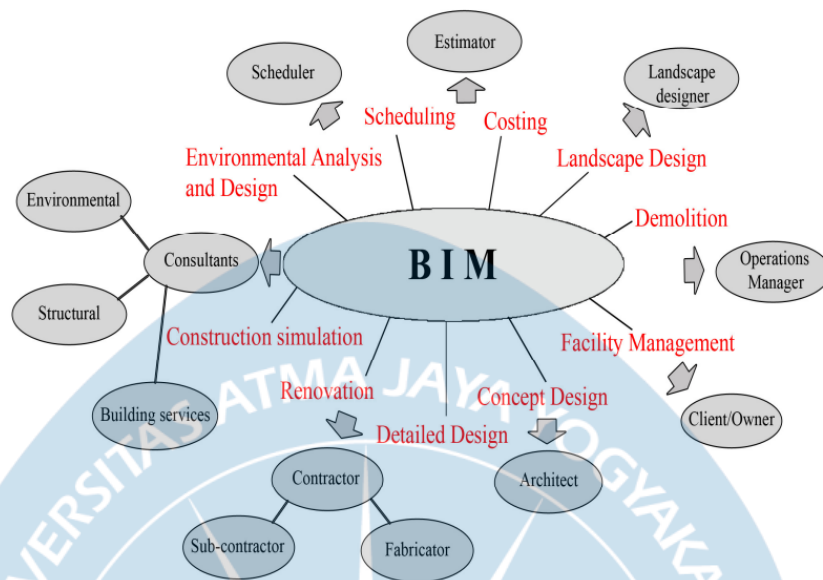 Estimator
Scheduler
Landscape
designer
Scheduling
Costing
Environmental Analysis
and Design
Landscape Design
Environmental
Demolition
Consultants
BIM
Operations
Manager
Structural
Construction simulation
Facility Management
Renovation
Concept Design
Building services
Client/Owner
Detailed Design
Contractor
Architect
Sub-contractor
Fabricator
VERSITAS ATMA JAYA YOGYAKA